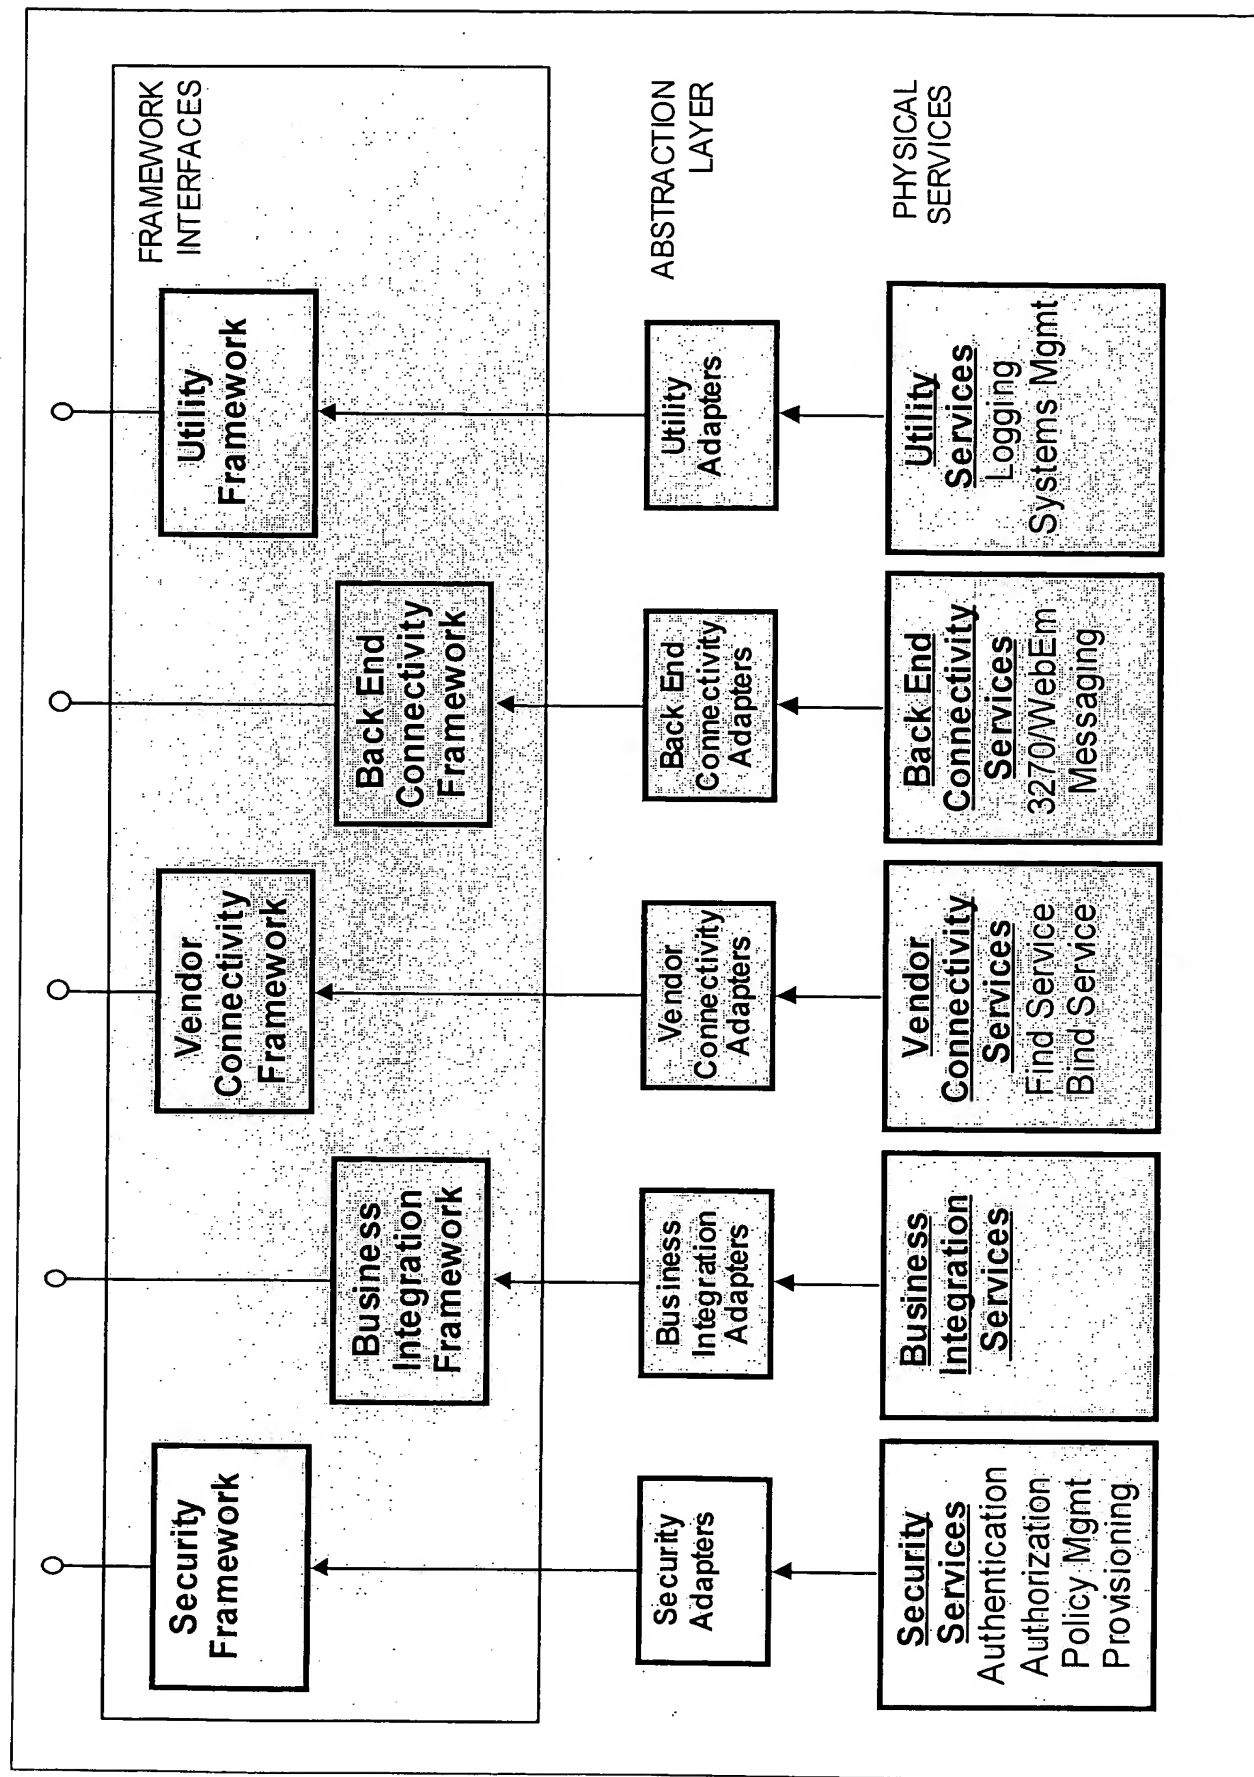 Security
Framework
Business
Integration
Framework
Vendor
Connectivity
Framework
Back End
Connectivity
Framework
Utility
Framework
FRAMEWORK
INTERFACES
Security
Adapters
Business
Integration
Adapters
Vendor
Connectivity
Adapters
Back End
Connectivity
Adapters
Utility
Adapters
ABSTRACTION
LAYER
Security
Services
Authentication
Authorization
Policy Mgmt
Provisioning
Business
Integration
Services
Vendor
Connectivity
Services
Find Service
Bind Service
Back End
Connectivity
Services
3270/WebEm
Messaging
Utility
Services
Logging
Systems Mgmt
PHYSICAL
SERVICES